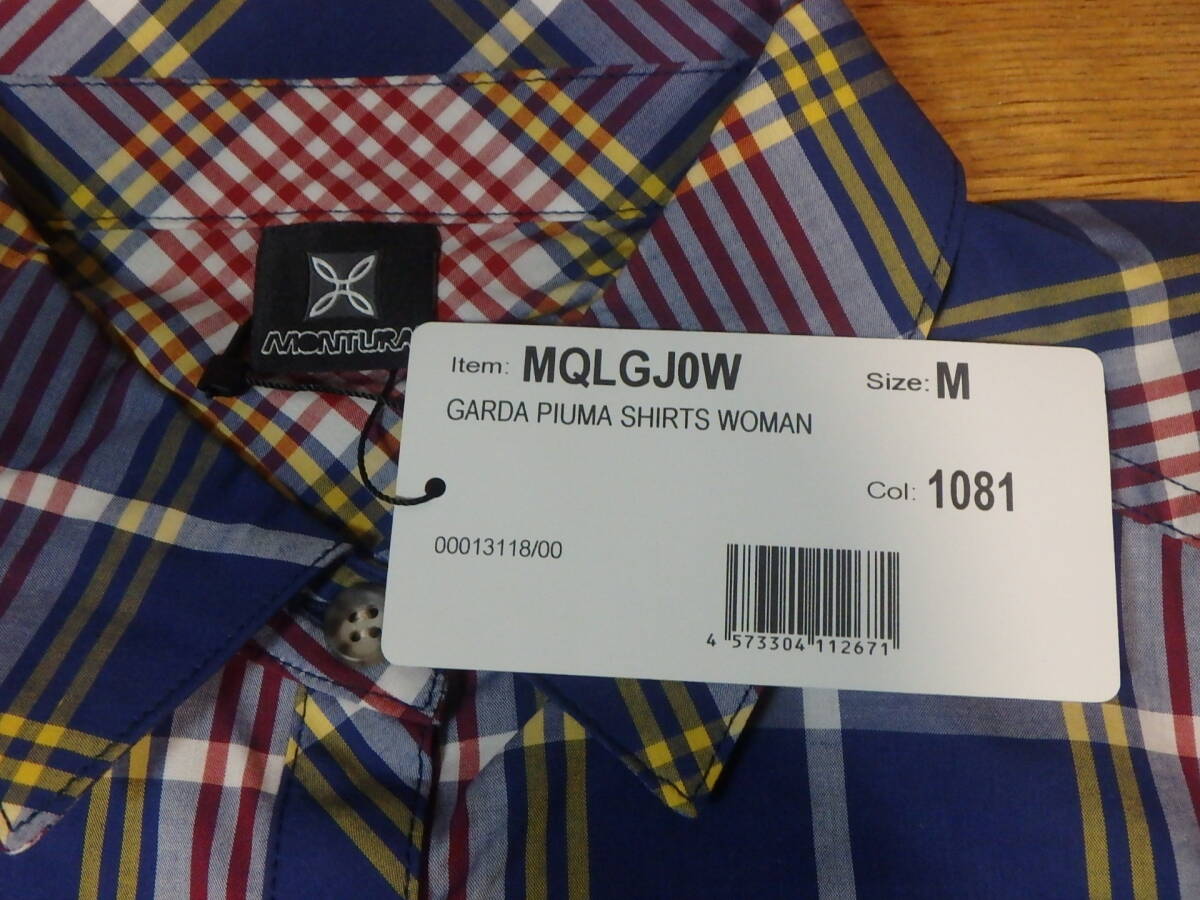 MONTURA
Item: MQLGJ0W
Size: M
GARDA PIUMA SHIRTS WOMAN
Col: 1081
00013118/00
4 573304 112671